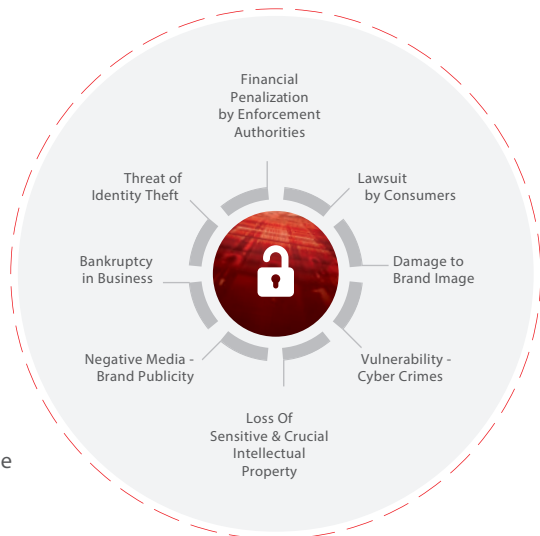 Financial
Penalization
by Enforcement
Authorities
Threat of
Identity Theft
Lawsuit
by Consumers
Bankruptcy
in Business
Damage to
Brand Image
Negative Media -
Brand Publicity
Vulnerability -
Cyber Crimes
Loss Of
Sensitive & Crucial
Intellectual
Property
e